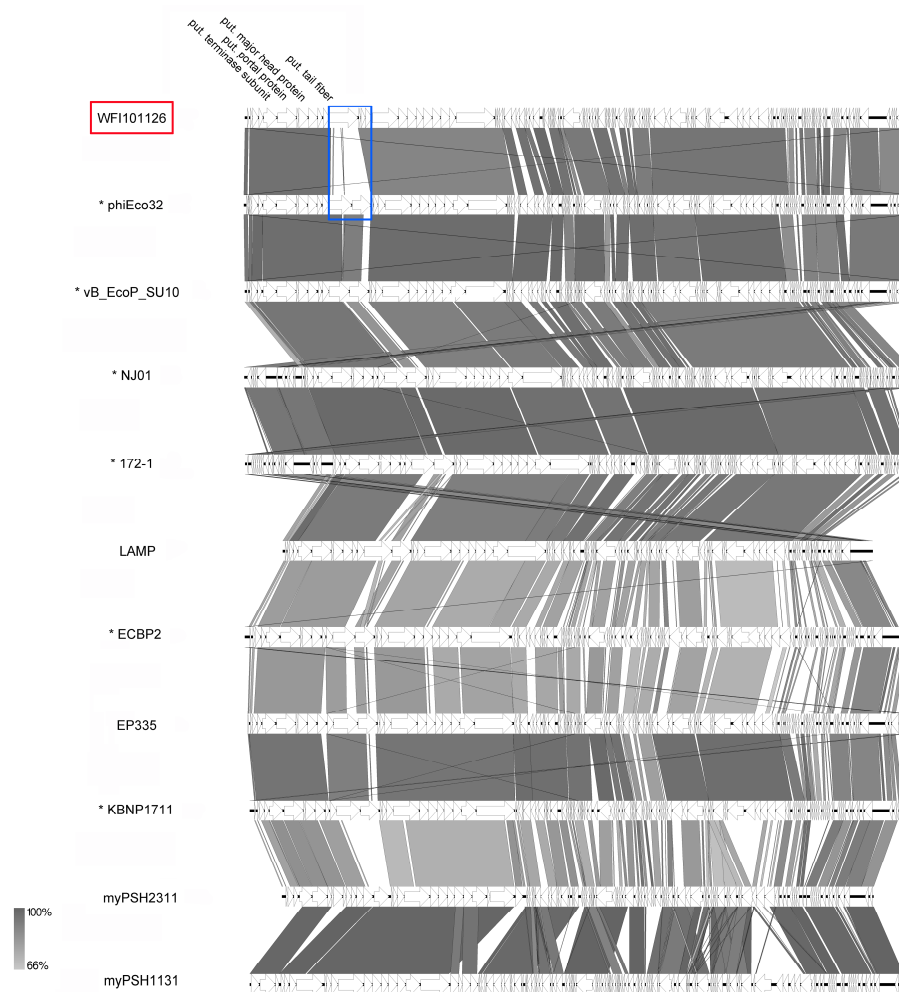 put. terminase subunit
put. portal protein
put. major head protein
put. tail fiber
WFI101126
* phiEco32
* vB_EcoP_SU10
* NJ01
* 172-1
LAMP
* ECBP2
EP335
* KBNP1711
myPSH2311
100%
66%
myPSH1131